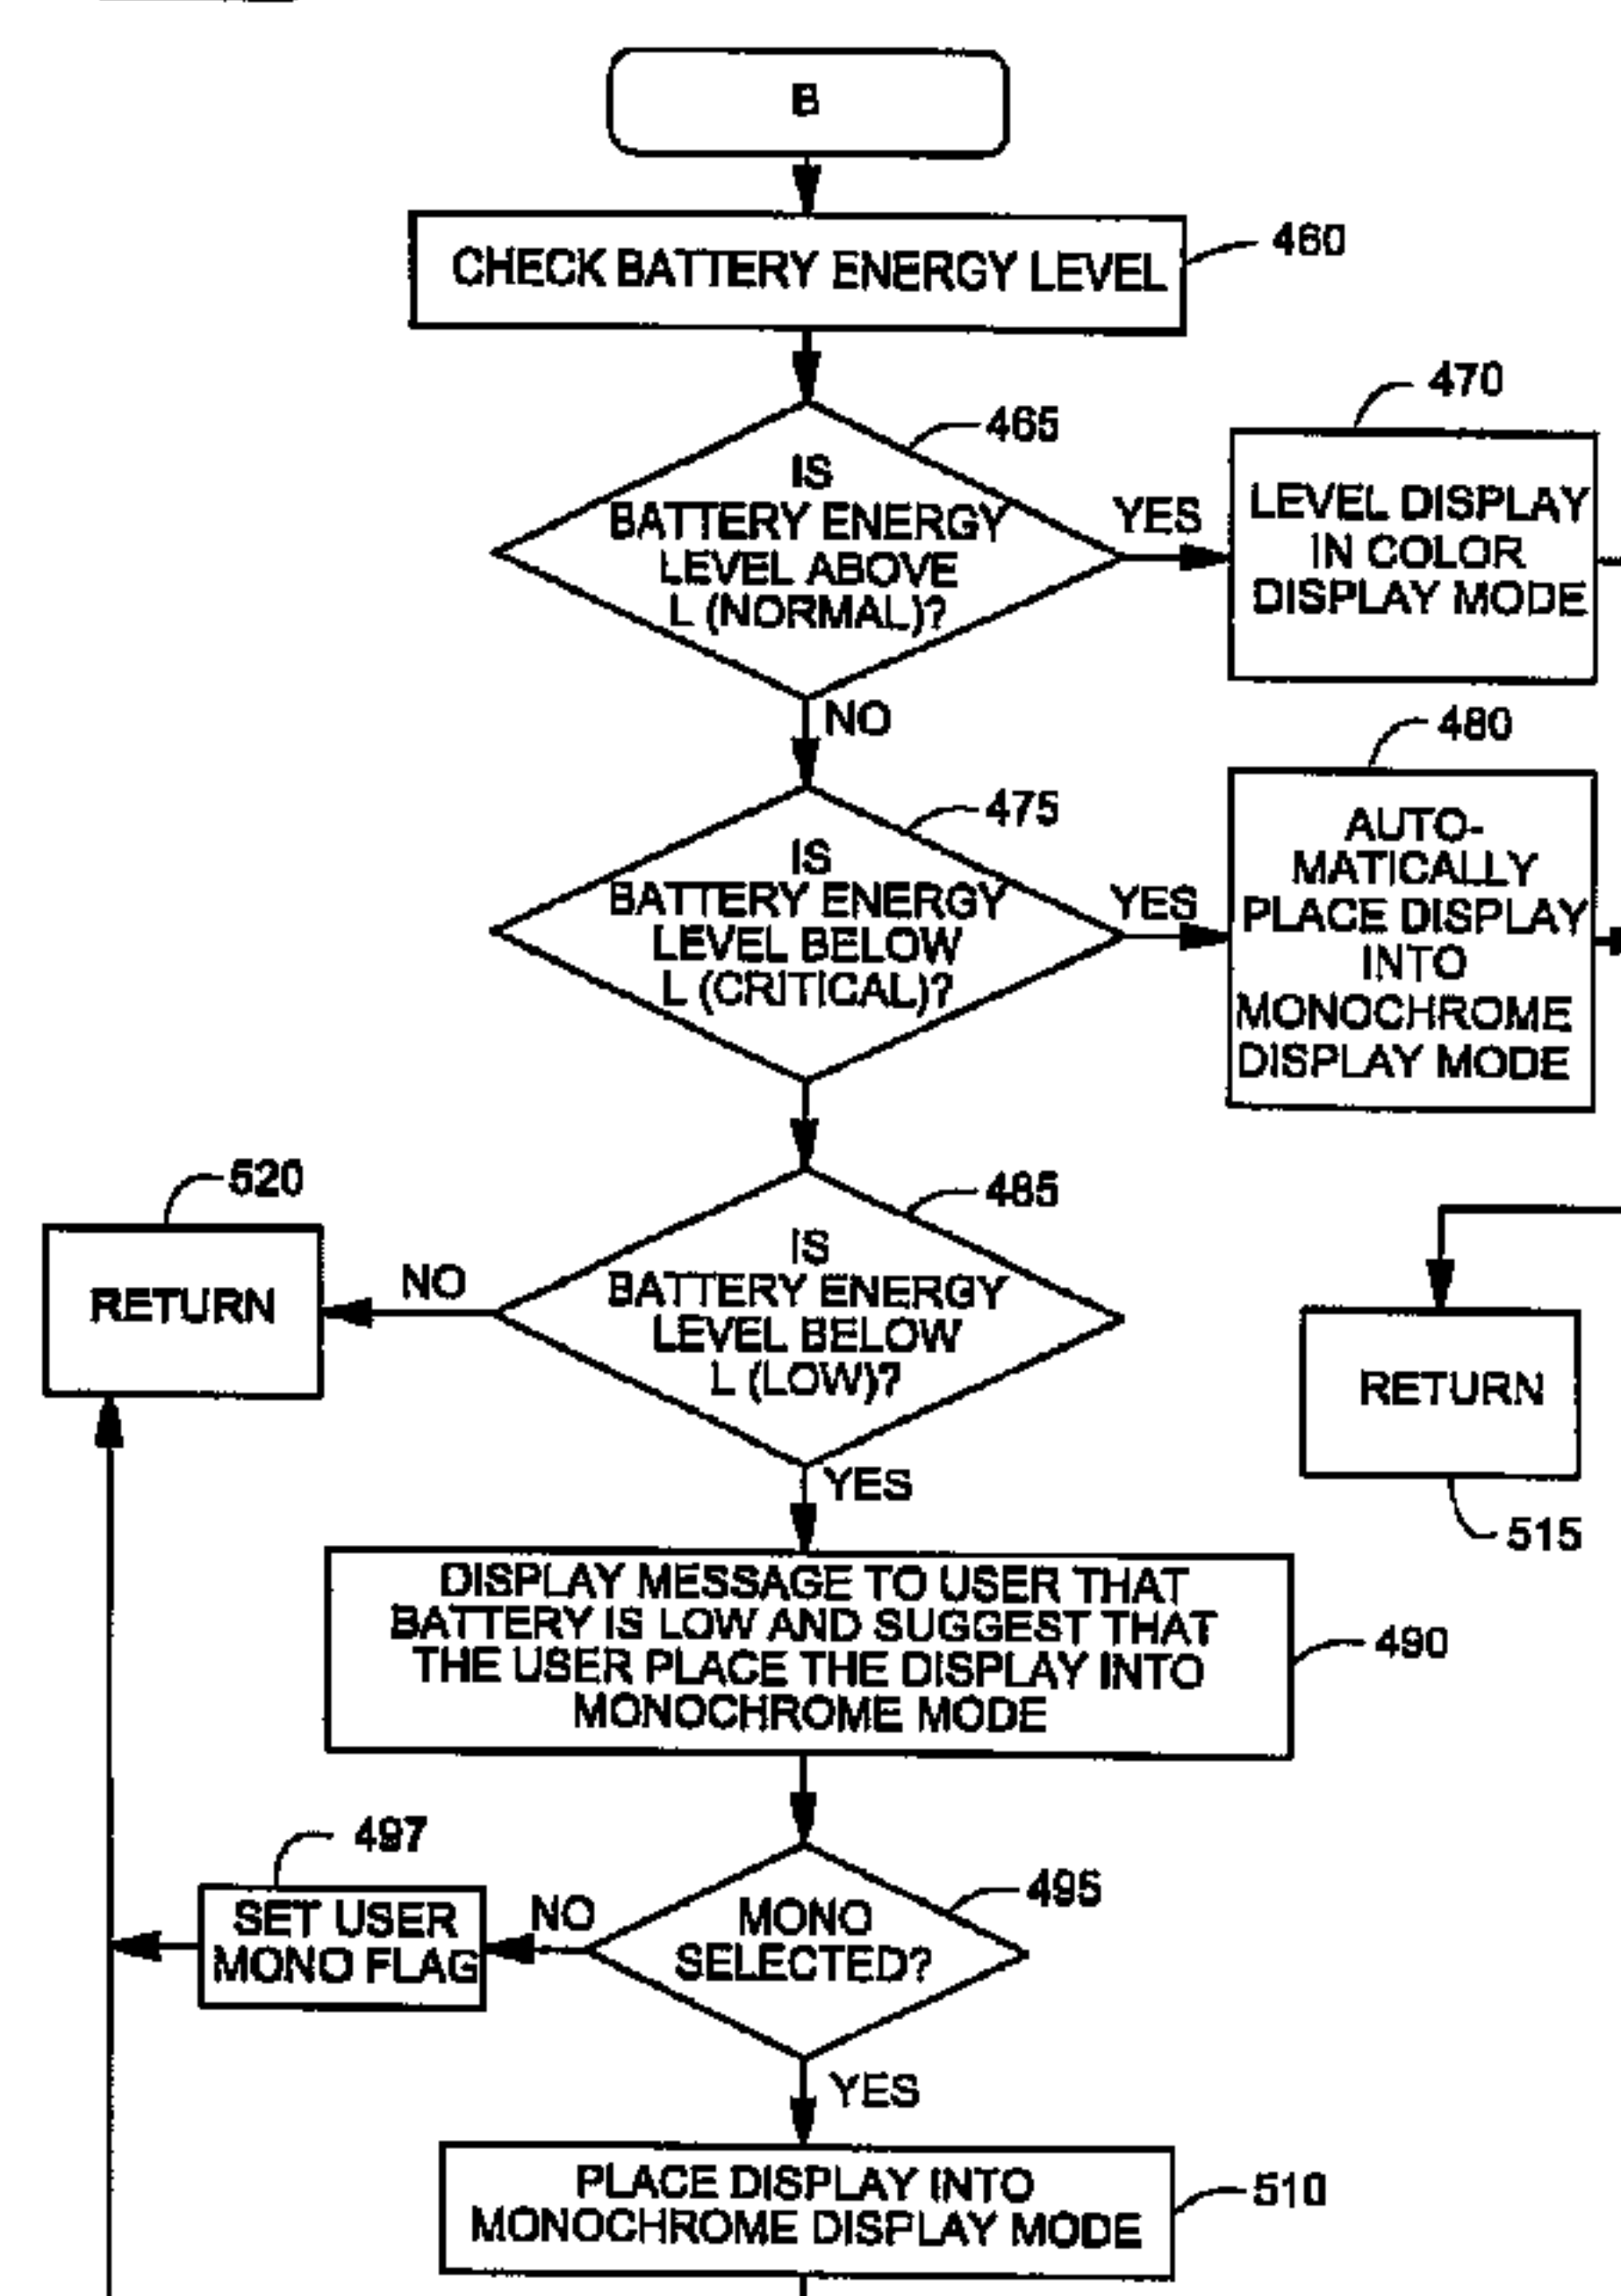 B
CHECK BATTERY ENERGY LEVEL
460
465
IS
BATTERY ENERGY
LEVEL ABOVE
L (NORMAL)?
YES
470
LEVEL DISPLAY
IN COLOR
DISPLAY MODE
NO
475
IS
BATTERY ENERGY
LEVEL BELOW
L (CRITICAL)?
YES
480
AUTO-
MATICALLY
PLACE DISPLAY
INTO
MONOCHROME
DISPLAY MODE
485
IS
BATTERY ENERGY
LEVEL BELOW
L (LOW)?
NO
520
RETURN
RETURN
515
YES
DISPLAY MESSAGE TO USER THAT
BATTERY IS LOW AND SUGGEST THAT
THE USER PLACE THE DISPLAY INTO
MONOCHROME MODE
490
495
MONO
SELECTED?
NO
497
SET USER
MONO FLAG
YES
PLACE DISPLAY INTO
MONOCHROME DISPLAY MODE
510